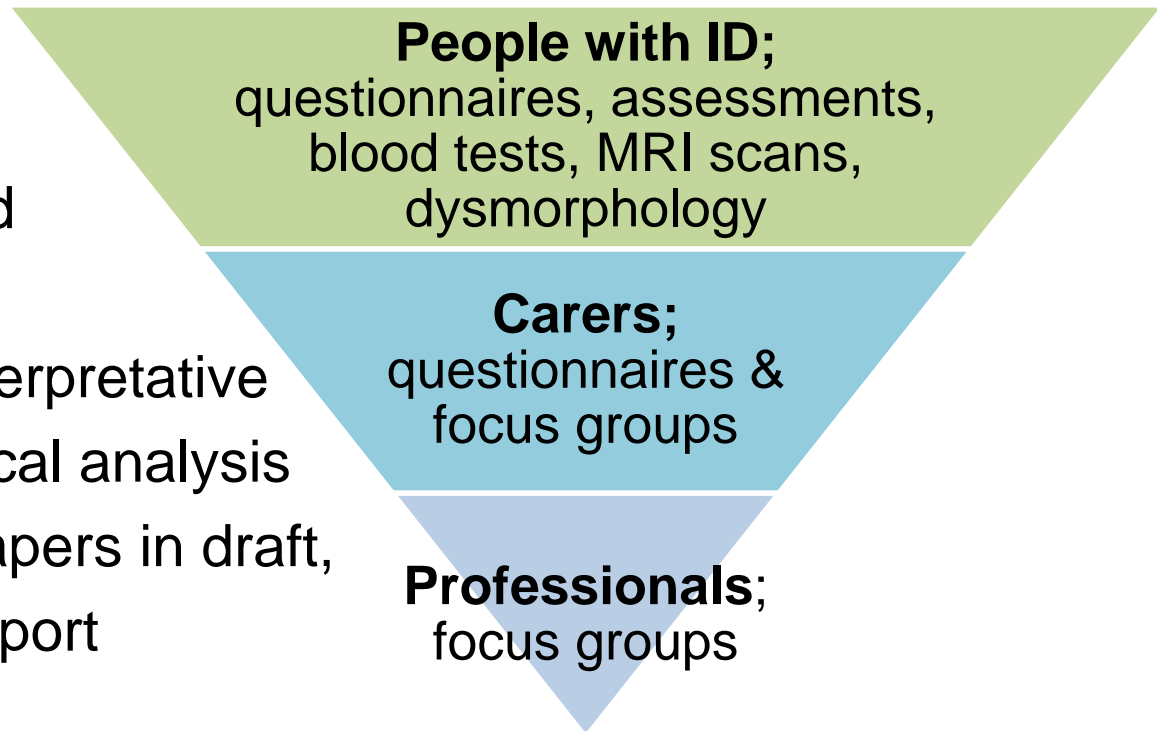 d
erpretative
cal analysis
apers in draft,
port
People with ID;
questionnaires, assessments,
blood tests, MRI scans,
dysmorphology
Carers;
questionnaires &
focus groups
Professionals;
focus groups